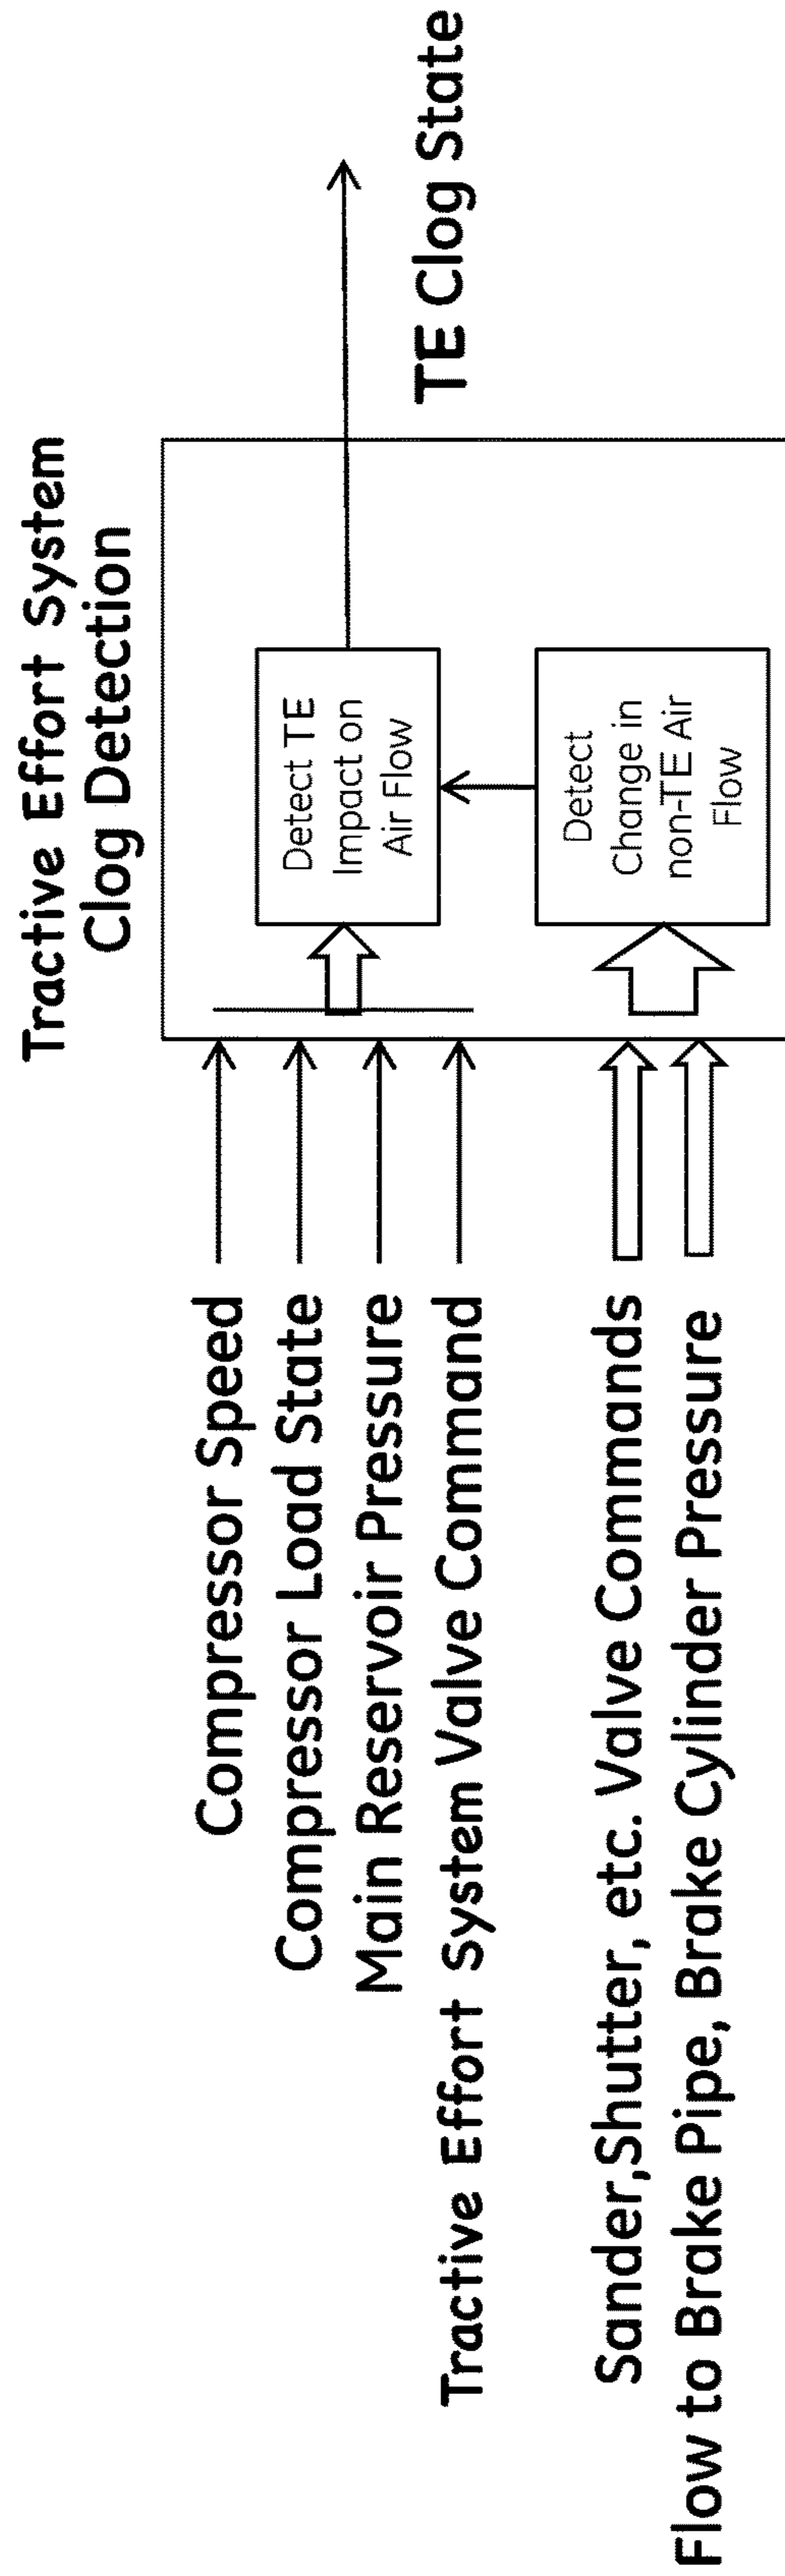 Tractive Effort System
Clog Detection
Compressor Speed
Compressor Load State
Main Reservoir Pressure
Tractive Effort System Valve Command
Sander,Shutter, etc. Valve Commands
Flow to Brake Pipe, Brake Cylinder Pressure
Detect TE
Impact on
Air Flow
Detect
Change in
non-TE Air
Flow
TE Clog State